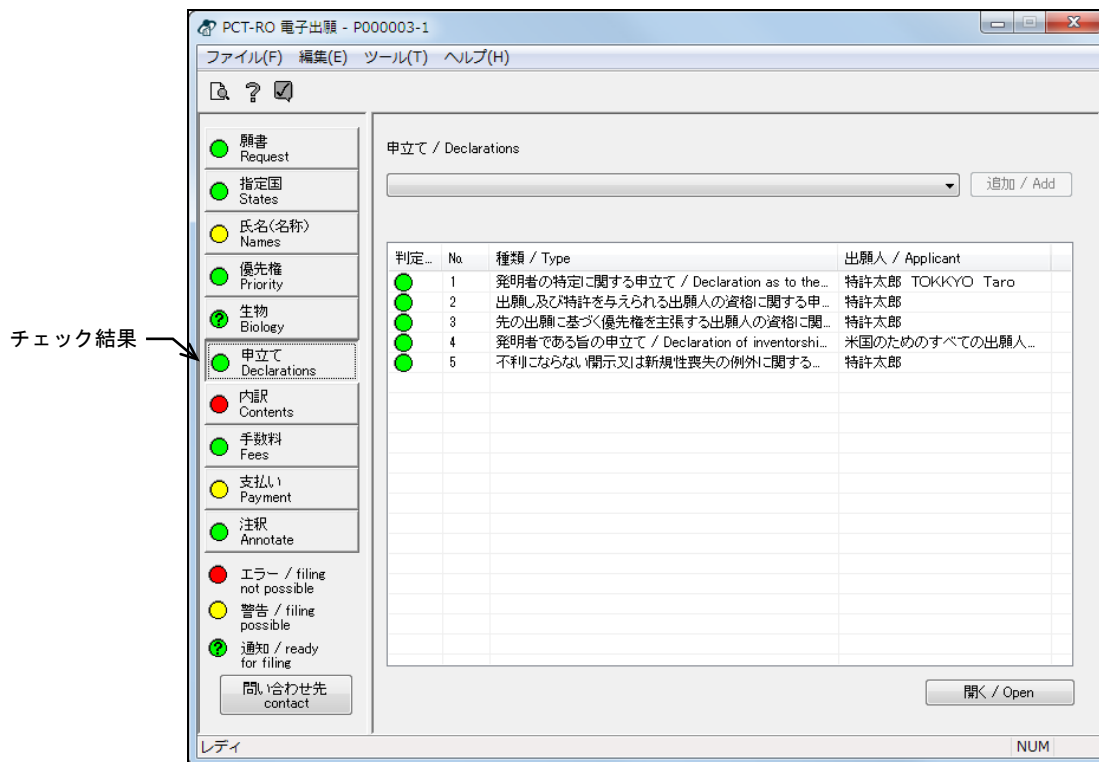 PCT-RO 電子出願 - P000003-1
ファイル(F) 編集(E) ツール(T) ヘルプ(H)
願書
Request
指定国
States
氏名(名称)
Names
優先権
Priority
生物
Biology
申立て
Declarations
内訳
Contents
手数料
Fees
支払い
Payment
注釈
Annotate
エラー / filing
not possible
警告 / filing
possible
通知 / ready
for filing
問い合わせ先
contact
チェック結果
申立て / Declarations
追加 / Add
判定... No. 種類 / Type 出願人 / Applicant
1 発明者の特定に関する申立て / Declaration as to the... 特許太郎 TOKKYO Taro
2 出願し及び特許を与えられる出願人の資格に関する申... 特許太郎
3 先の出願に基づく優先権を主張する出願人の資格に関... 特許太郎
4 発明者である旨の申立て / Declaration of inventorshi... 米国のためのすべての出願人...
5 不利にならない開示又は新規性喪失の例外に関する... 特許太郎
開く / Open
レディ NUM